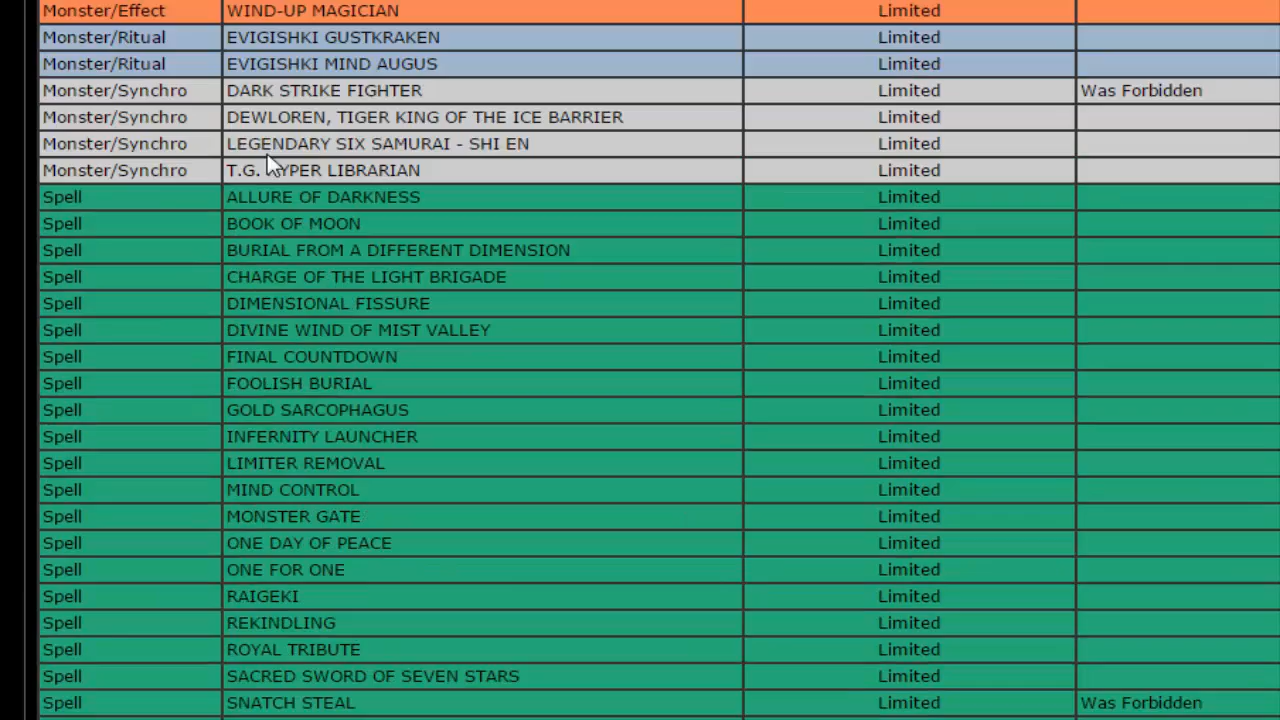 Monster/Effect WIND-UP MAGICIAN Limited
Monster/Ritual EVIGISHKI GUSTKRAKEN Limited
Monster/Ritual EVIGISHKI MIND AUGUS Limited
Monster/Synchro DARK STRIKE FIGHTER Limited Was Forbidden
Monster/Synchro DEWLOREN, TIGER KING OF THE ICE BARRIER Limited
Monster/Synchro LEGENDARY SIX SAMURAI - SHI EN Limited
Monster/Synchro T.G. HYPER LIBRARIAN Limited
Spell ALLURE OF DARKNESS Limited
Spell BOOK OF MOON Limited
Spell BURIAL FROM A DIFFERENT DIMENSION Limited
Spell CHARGE OF THE LIGHT BRIGADE Limited
Spell DIMENSIONAL FISSURE Limited
Spell DIVINE WIND OF MIST VALLEY Limited
Spell FINAL COUNTDOWN Limited
Spell FOOLISH BURIAL Limited
Spell GOLD SARCOPHAGUS Limited
Spell INFERNITY LAUNCHER Limited
Spell LIMITER REMOVAL Limited
Spell MIND CONTROL Limited
Spell MONSTER GATE Limited
Spell ONE DAY OF PEACE Limited
Spell ONE FOR ONE Limited
Spell RAIGEKI Limited
Spell REKINDLING Limited
Spell ROYAL TRIBUTE Limited
Spell SACRED SWORD OF SEVEN STARS Limited
Spell SNATCH STEAL Limited Was Forbidden